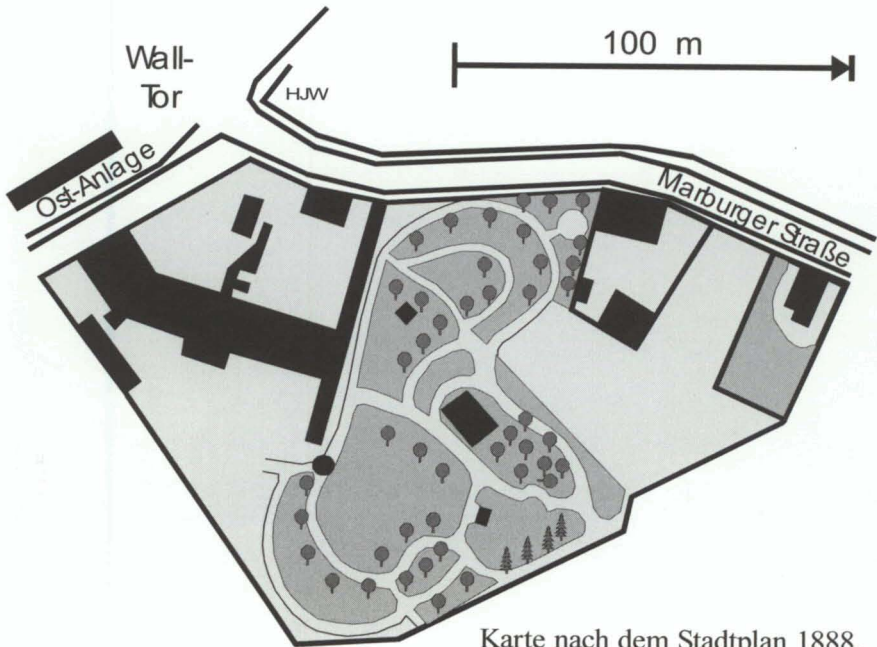 Wall-
Tor
HJW
100 m
Ost-Anlage
Marburger Straße
Karte nach dem Stadtplan 1888